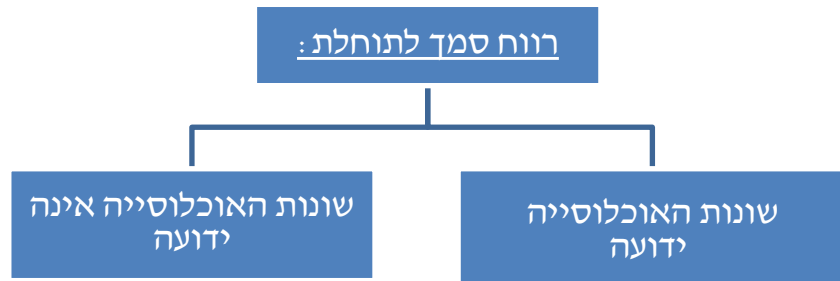 רווח סמך לתוחלת:
שונות האוכלוסייה
ידועה
שונות האוכלוסייה אינה
ידועה